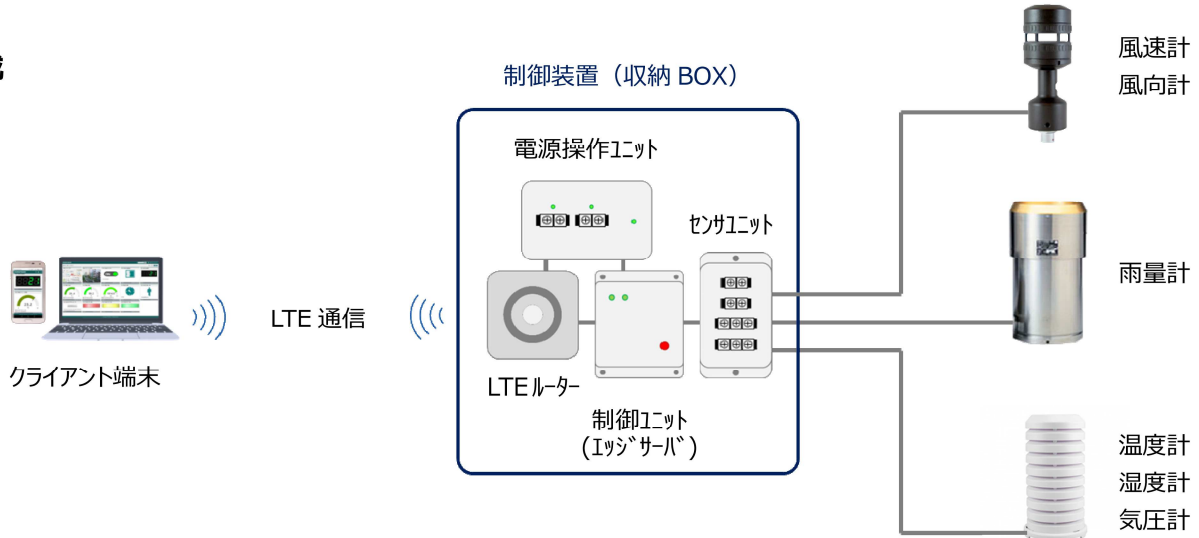 成
制御装置（収納 BOX）
電源操作ﾕﾆｯﾄ
ｾﾝｻﾕﾆｯﾄ
LTE ﾙｰﾀｰ
制御ﾕﾆｯﾄ
(ｴｯｼﾞｻｰﾊﾞ)
LTE 通信
クライアント端末
風速計
風向計
雨量計
温度計
湿度計
気圧計